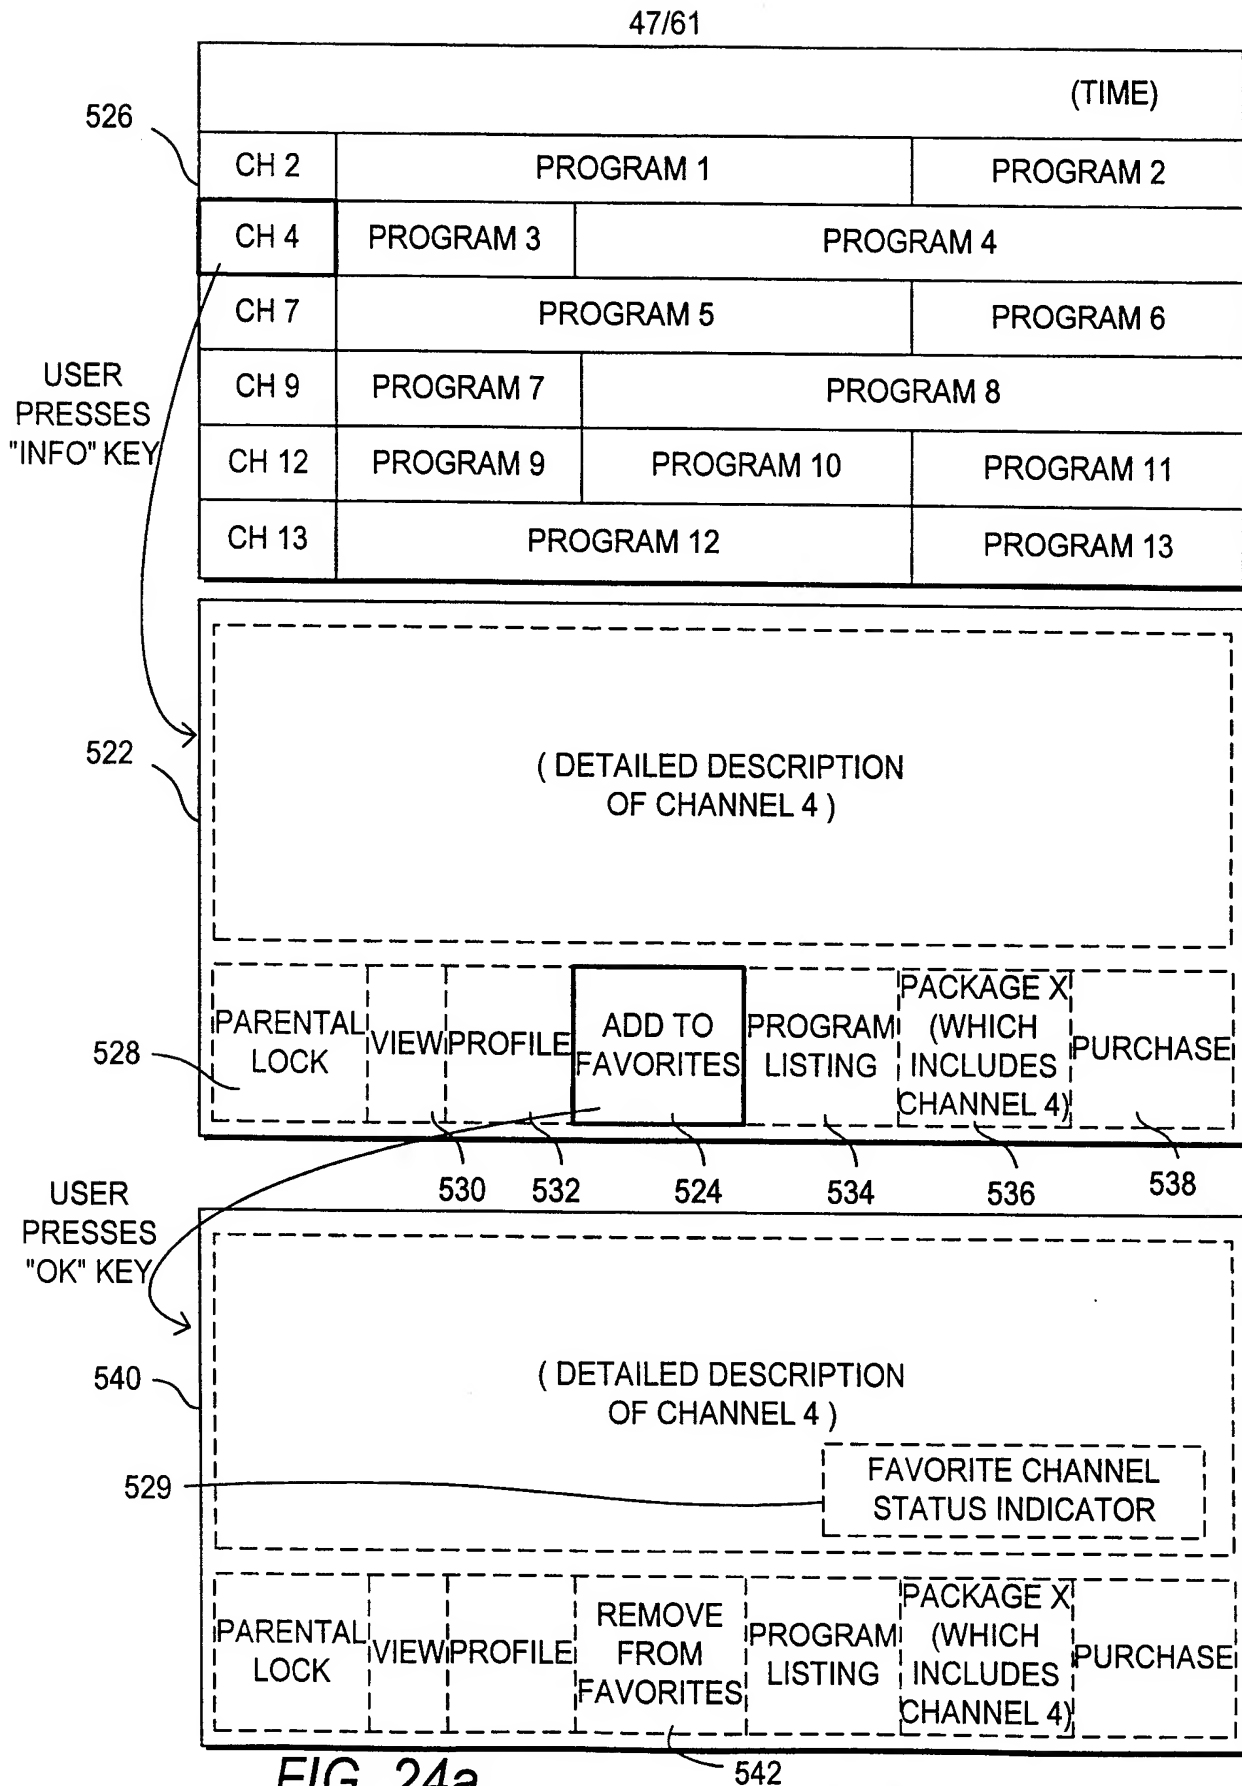 47/61
(TIME)
526
CH 2 PROGRAM 1 PROGRAM 2
CH 4 PROGRAM 3 PROGRAM 4
CH 7 PROGRAM 5 PROGRAM 6
CH 9 PROGRAM 7 PROGRAM 8
CH 12 PROGRAM 9 PROGRAM 10 PROGRAM 11
CH 13 PROGRAM 12 PROGRAM 13
USER
PRESSES
"INFO" KEY
522
( DETAILED DESCRIPTION
OF CHANNEL 4 )
528
PARENTAL
LOCK
VIEW
PROFILE
ADD TO
FAVORITES
PROGRAM
LISTING
PACKAGE X
(WHICH
INCLUDES
CHANNEL 4)
PURCHASE
530 532 524 534 536 538
USER
PRESSES
"OK" KEY
540
( DETAILED DESCRIPTION
OF CHANNEL 4 )
529
FAVORITE CHANNEL
STATUS INDICATOR
PARENTAL
LOCK
VIEW
PROFILE
REMOVE
FROM
FAVORITES
PROGRAM
LISTING
PACKAGE X
(WHICH
INCLUDES
CHANNEL 4)
PURCHASE
542
FIG. 24a